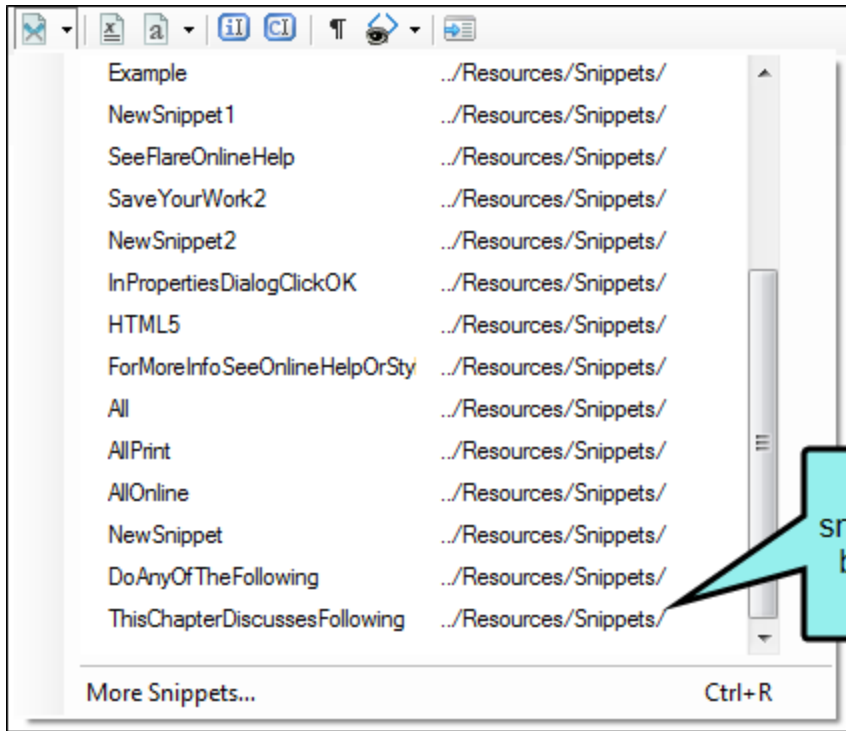 Example ../Resources/Snippets/
NewSnippet1 ../Resources/Snippets/
SeeFlareOnlineHelp ../Resources/Snippets/
SaveYourWork2 ../Resources/Snippets/
NewSnippet2 ../Resources/Snippets/
InPropertiesDialogClickOK ../Resources/Snippets/
HTML5 ../Resources/Snippets/
ForMoreInfoSeeOnlineHelpOrSty ../Resources/Snippets/
All ../Resources/Snippets/
AllPrint ../Resources/Snippets/
AllOnline ../Resources/Snippets/
NewSnippet ../Resources/Snippets/
DoAnyOfTheFollowing ../Resources/Snippets/
ThisChapterDiscussesFollowing ../Resources/Snippets/
More Snippets... Ctrl+R